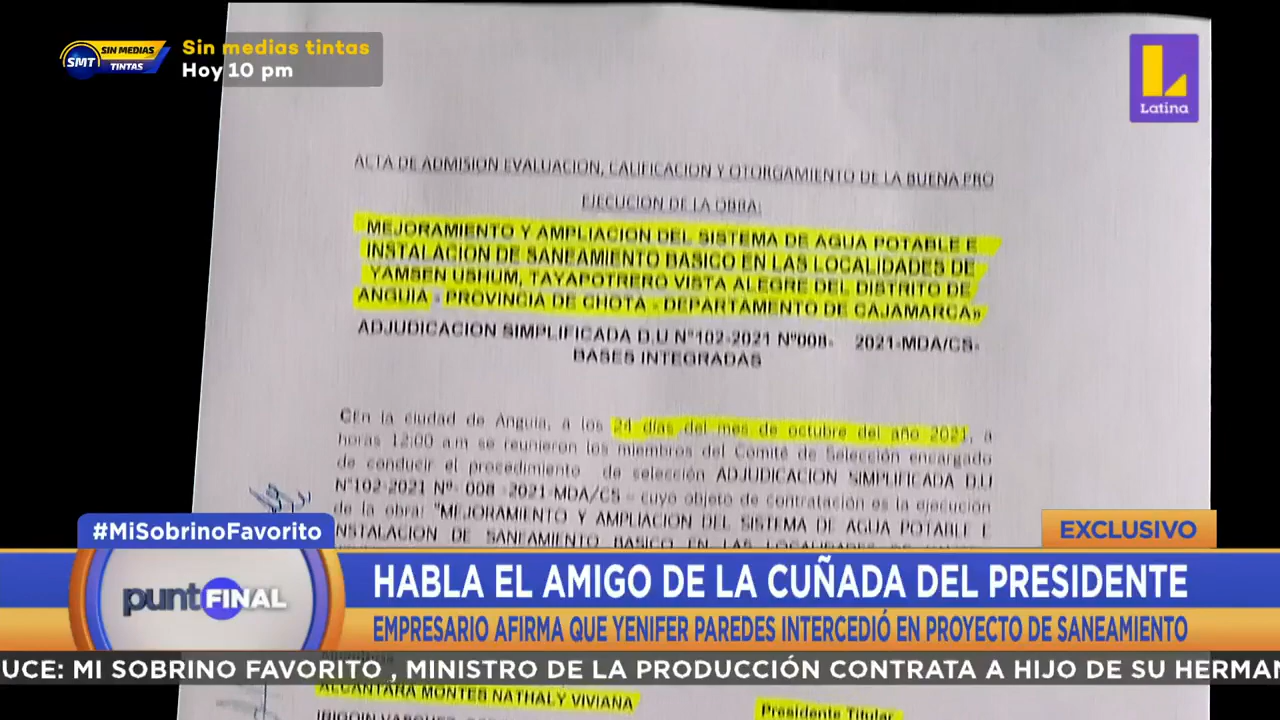 SMT
SIN MEDIAS
TINTAS
Sin medias tintas
Hoy 10 pm
Latina
ACTA DE ADMISION EVALUACION, CALIFICACION Y OTORGAMIENTO DE LA BUENA PRO
EJECUCION DE LA OBRA:
MEJORAMIENTO Y AMPLIACION DEL SISTEMA DE AGUA POTABLE E
INSTALACION DE SANEAMIENTO BASICO EN LAS LOCALIDADES DE
YAMSEN USHUM, TAYAPOTRERO VISTA ALEGRE DEL DISTRITO DE
ANGUIA - PROVINCIA DE CHOTA - DEPARTAMENTO DE CAJAMARCA»
ADJUDICACION SIMPLIFICADA D.U N°102-2021 N°008- 2021-MDA/CS-
BASES INTEGRADAS
CEn la ciudad de Anguia, a los 24 días del mes de octubre del año 2021, a
horas 12:00 a.m se reunieron los miembros del Comité de Selección encargado
de conducir el procedimiento de selección ADJUDICACION SIMPLIFICADA D.U
N°102-2021 N°- 008 -2021-MDA/CS - cuyo objeto de contratación es la ejecución
de la obra: "MEJORAMIENTO Y AMPLIACION DEL SISTEMA DE AGUA POTABLE E
INSTALACION DE SANEAMIENTO BASICO EN LAS LOCALIDADES DE
#MiSobrinoFavorito
EXCLUSIVO
puntoFINAL
HABLA EL AMIGO DE LA CUÑADA DEL PRESIDENTE
EMPRESARIO AFIRMA QUE YENIFER PAREDES INTERCEDIÓ EN PROYECTO DE SANEAMIENTO
UCE: MI SOBRINO FAVORITO , MINISTRO DE LA PRODUCCIÓN CONTRATA A HIJO DE SU HERMAN
ALCANTARA MONTES NATHALY VIVIANA
Presidente Titular